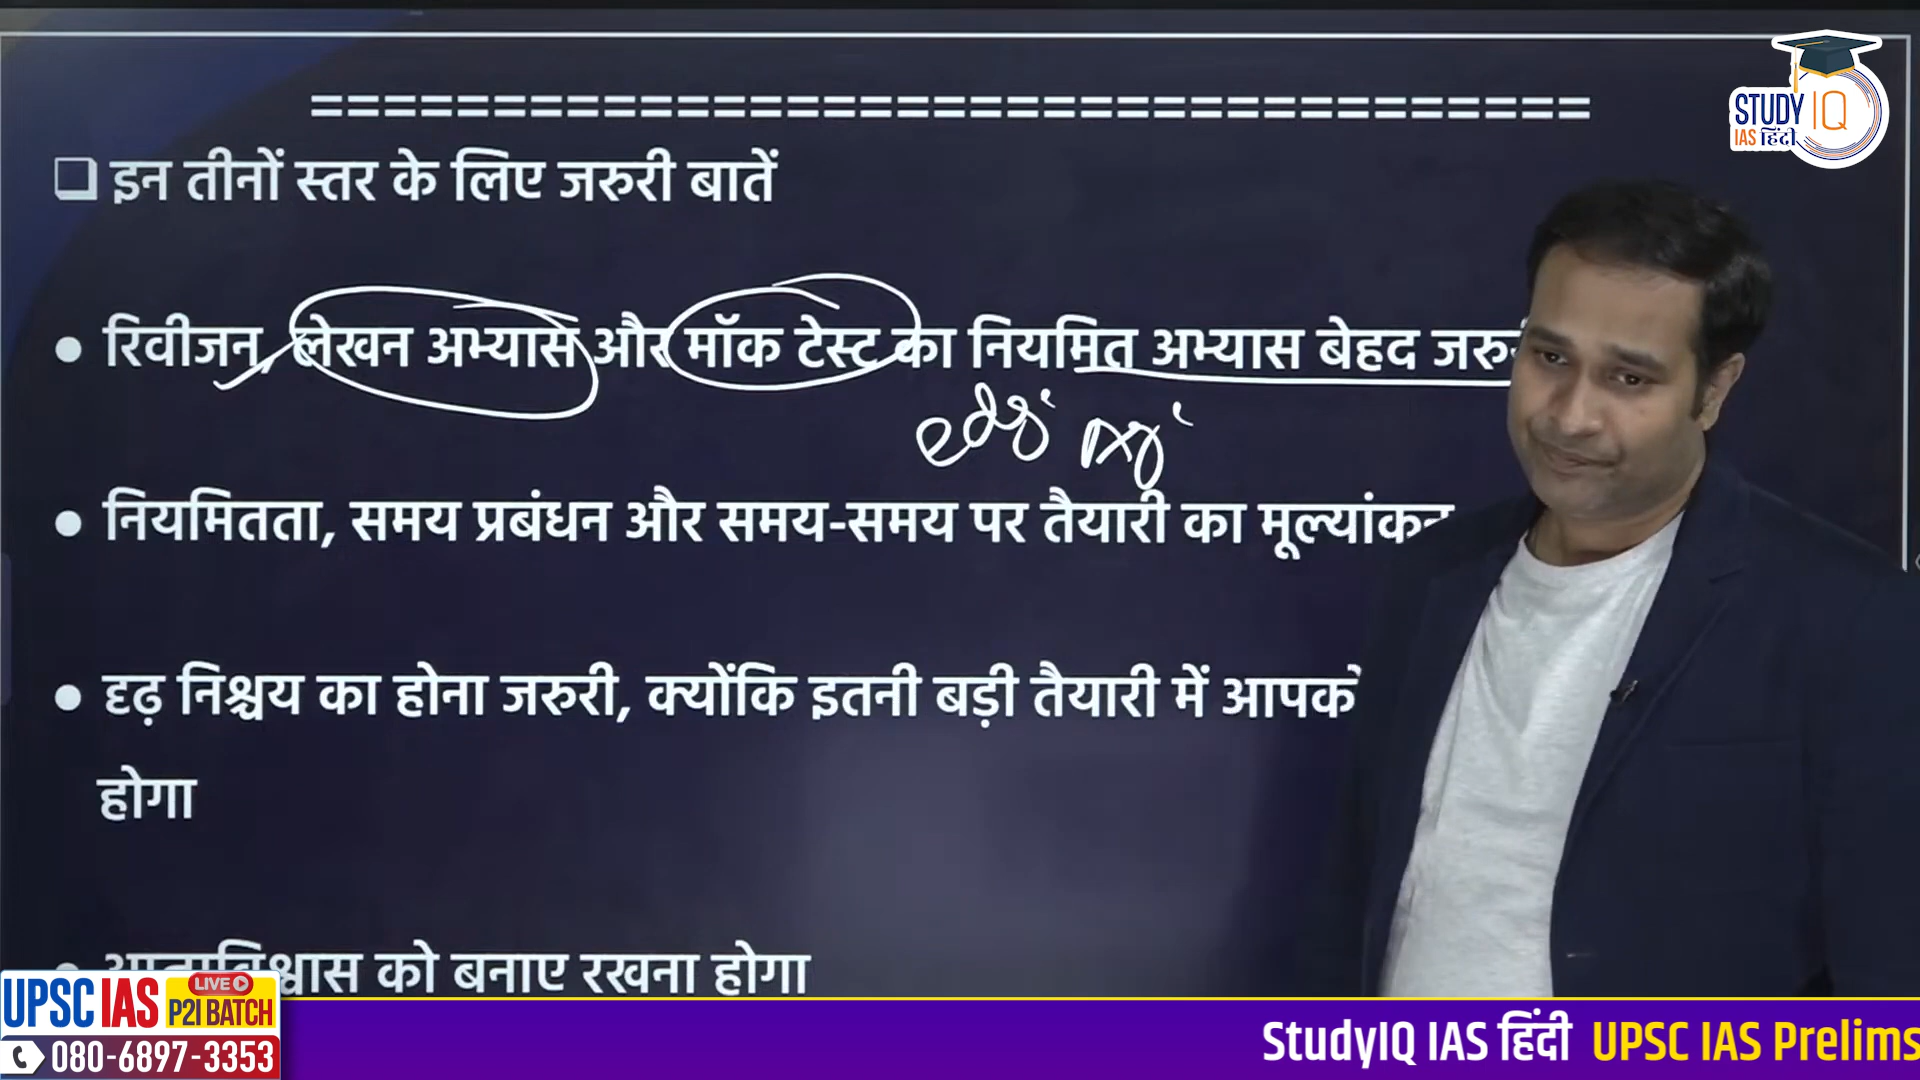 STUDY IQ
IAS हिंदी
====================================
इन तीनों स्तर के लिए जरुरी बातें
रिवीजन, लेखन अभ्यास और मॉक टेस्ट का नियमित अभ्यास बेहद
नियमितता, समय प्रबंधन और समय-समय पर तैयारी का मूल्यांकन
दृढ़ निश्चय का होना जरुरी, क्योंकि इतनी बड़ी तैयारी में
होगा
को बनाए रखना होगा
UPSC IAS LIVE P2I BATCH
080-6897-3353
StudyIQ IAS हिंदी UPSC IAS Prelims